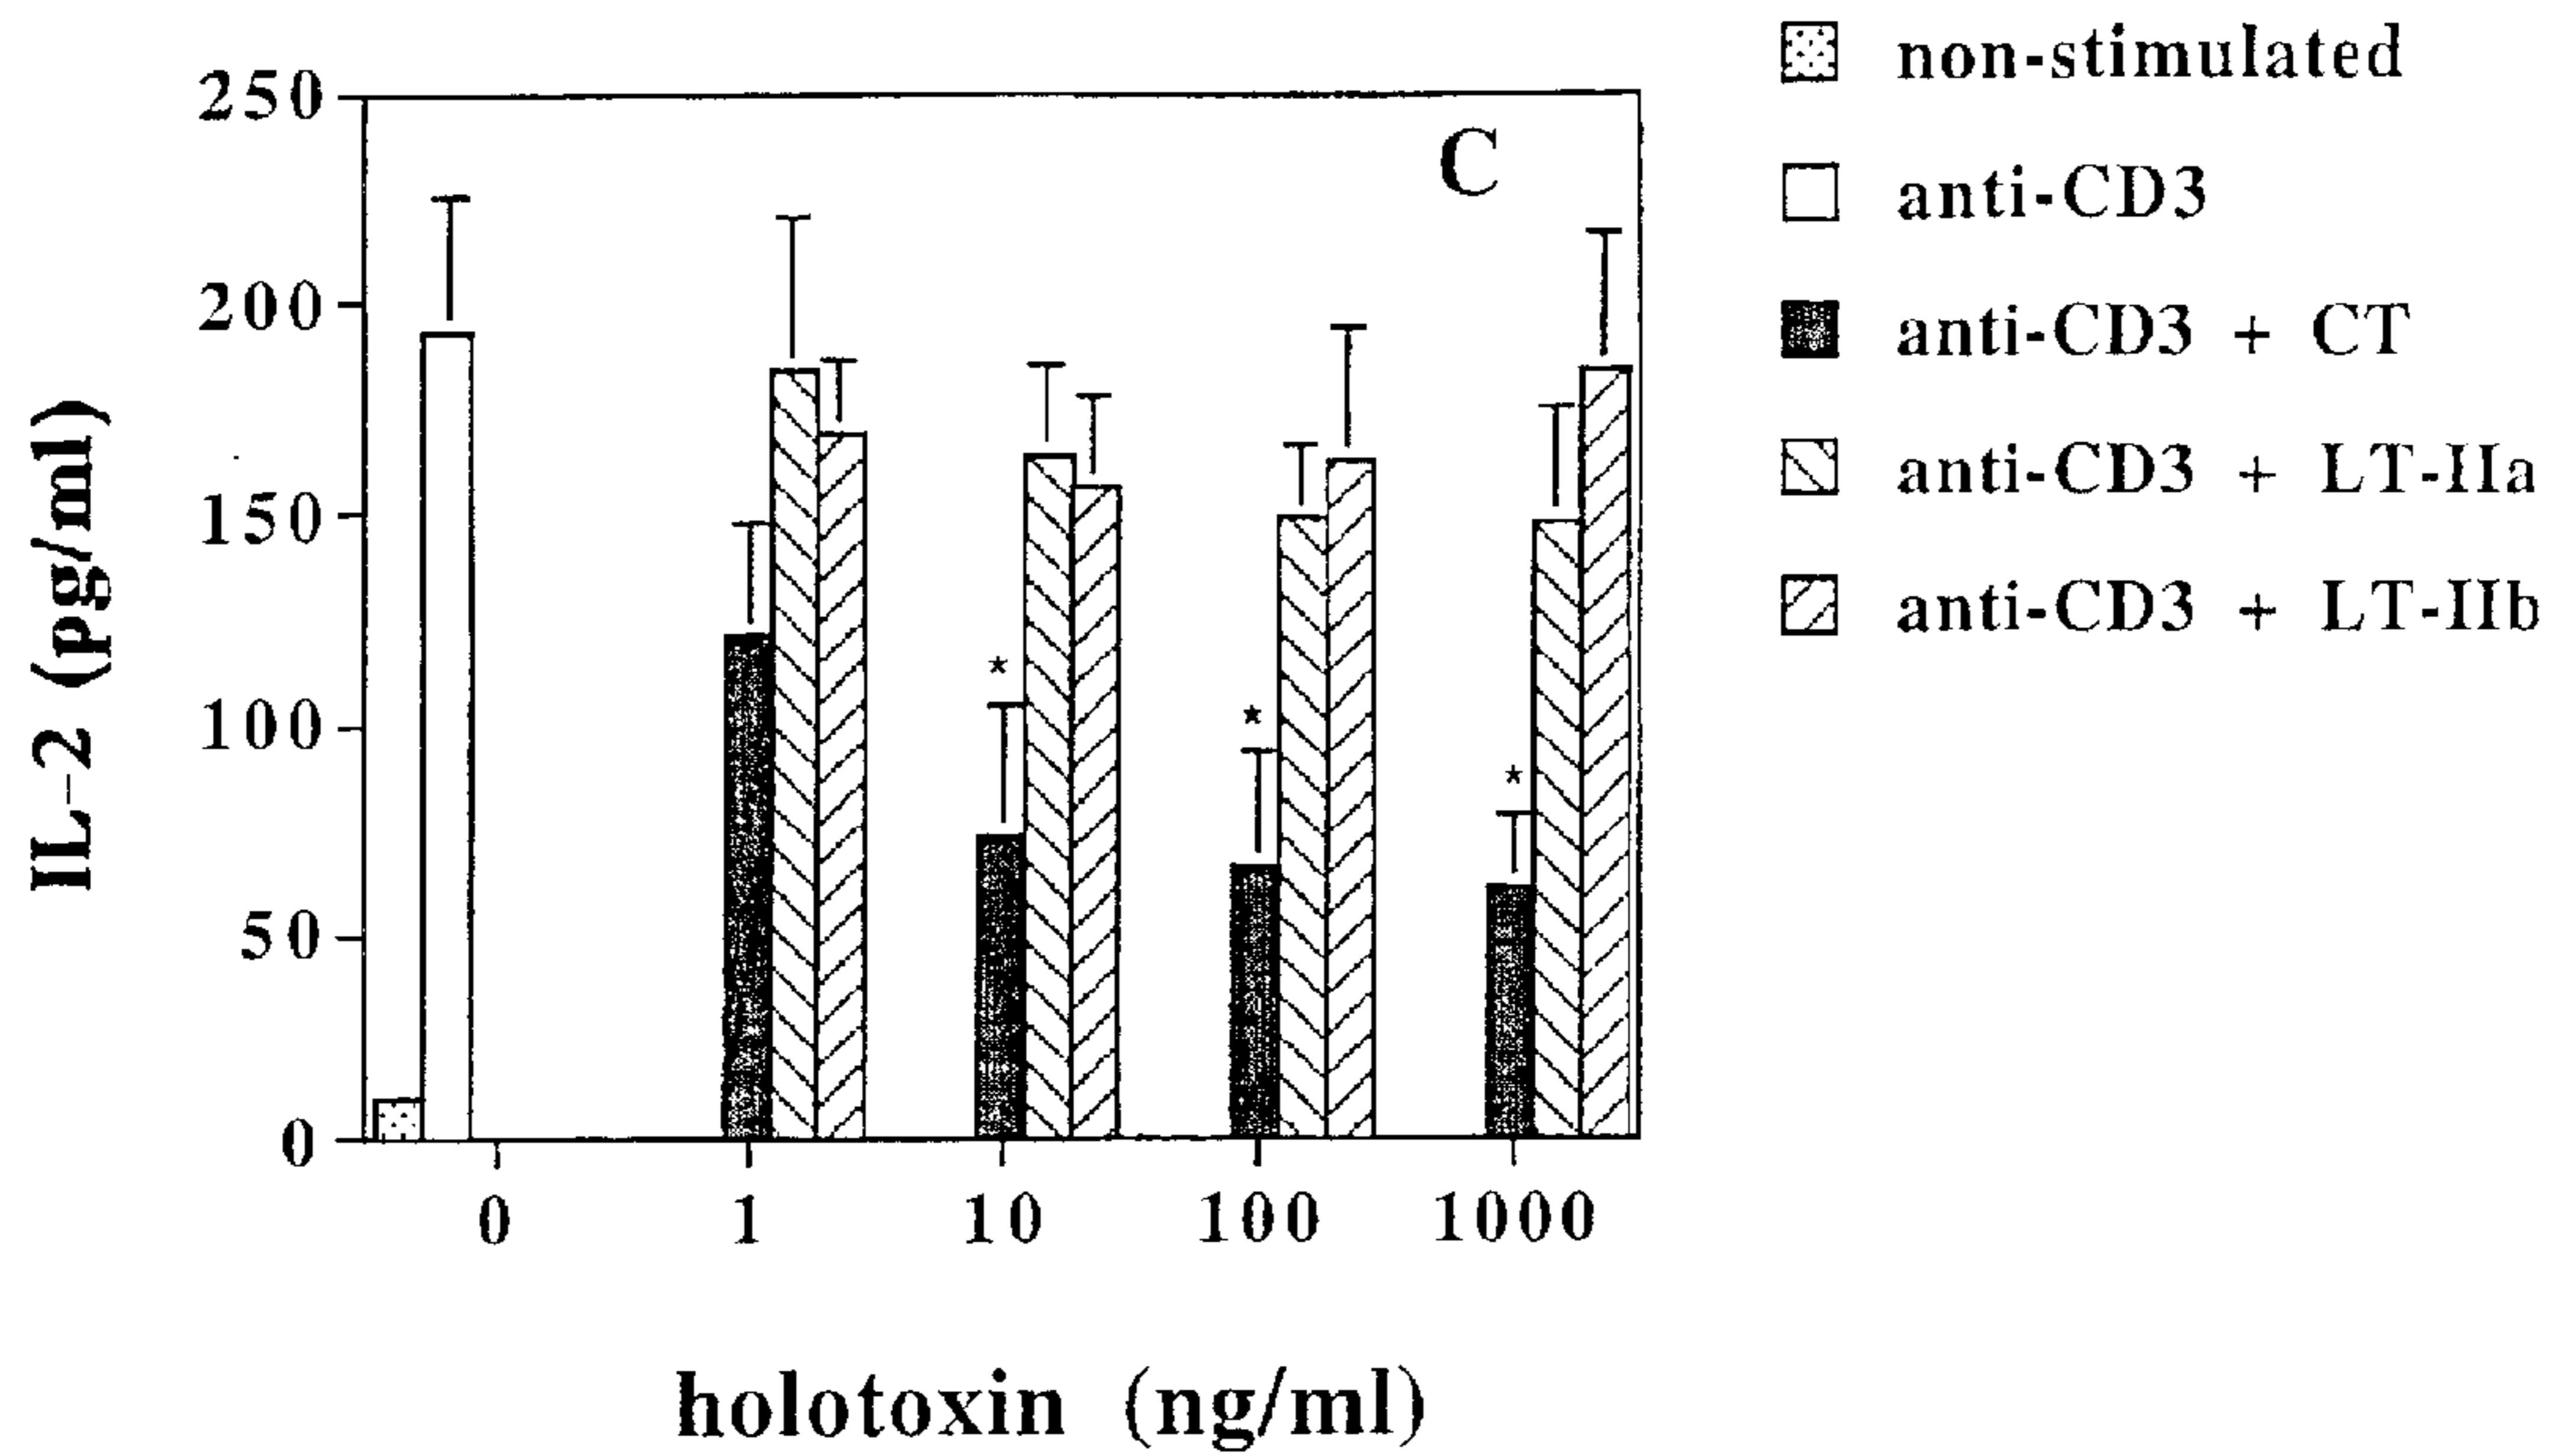 C
250
200
150
100
50
0
IL-2 (pg/ml)
0 1 10 100 1000
holotoxin (ng/ml)
non-stimulated
anti-CD3
anti-CD3 + CT
anti-CD3 + LT-IIa
anti-CD3 + LT-IIb
*
*
*